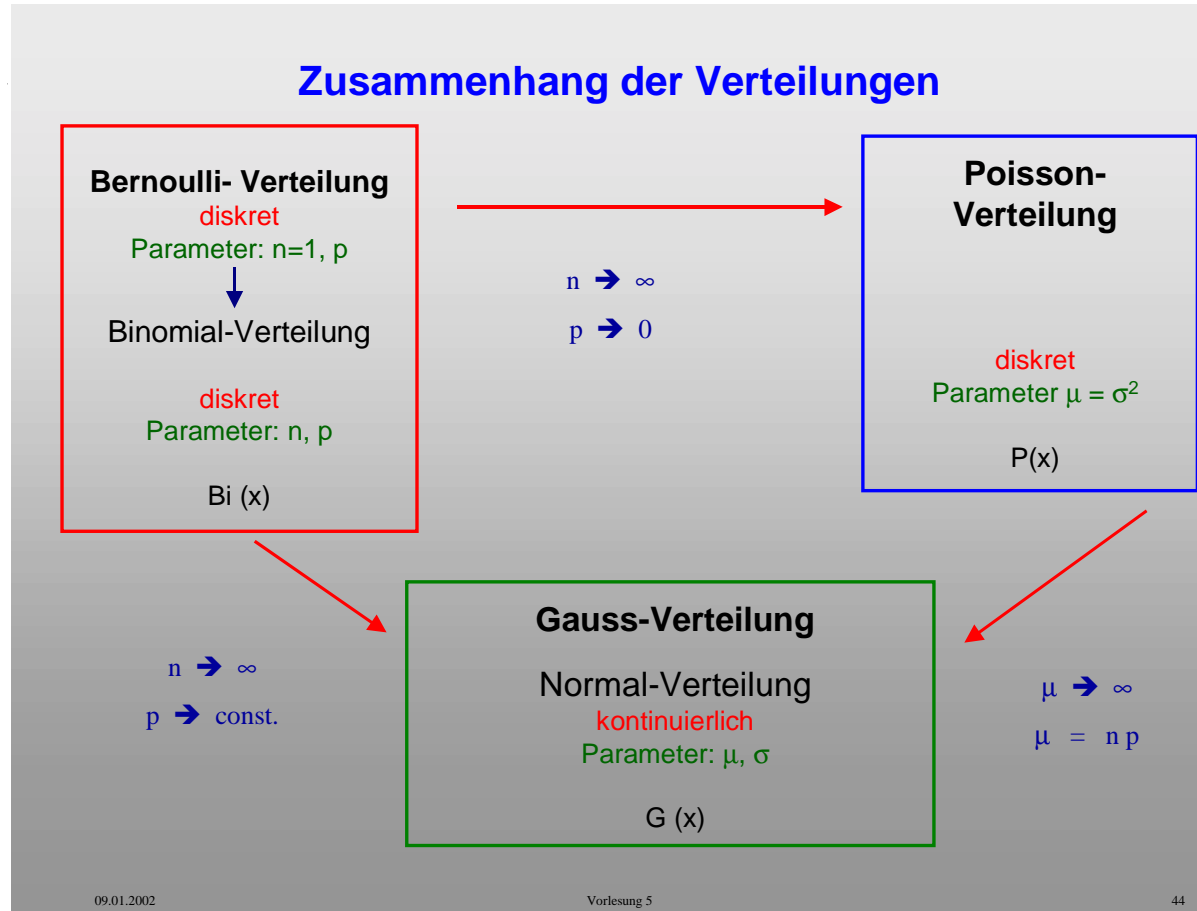 Zusammenhang der Verteilungen
Bernoulli- Verteilung
diskret
Parameter: n=1, p
Binomial-Verteilung
diskret
Parameter: n, p
Bi (x)
n ➔ ∞
p ➔ 0
Poisson-
Verteilung
diskret
Parameter μ = σ²
P(x)
n ➔ ∞
p ➔ const.
Gauss-Verteilung
Normal-Verteilung
kontinuierlich
Parameter: μ, σ
G (x)
μ ➔ ∞
μ = n p
09.01.2002 Vorlesung 5 44